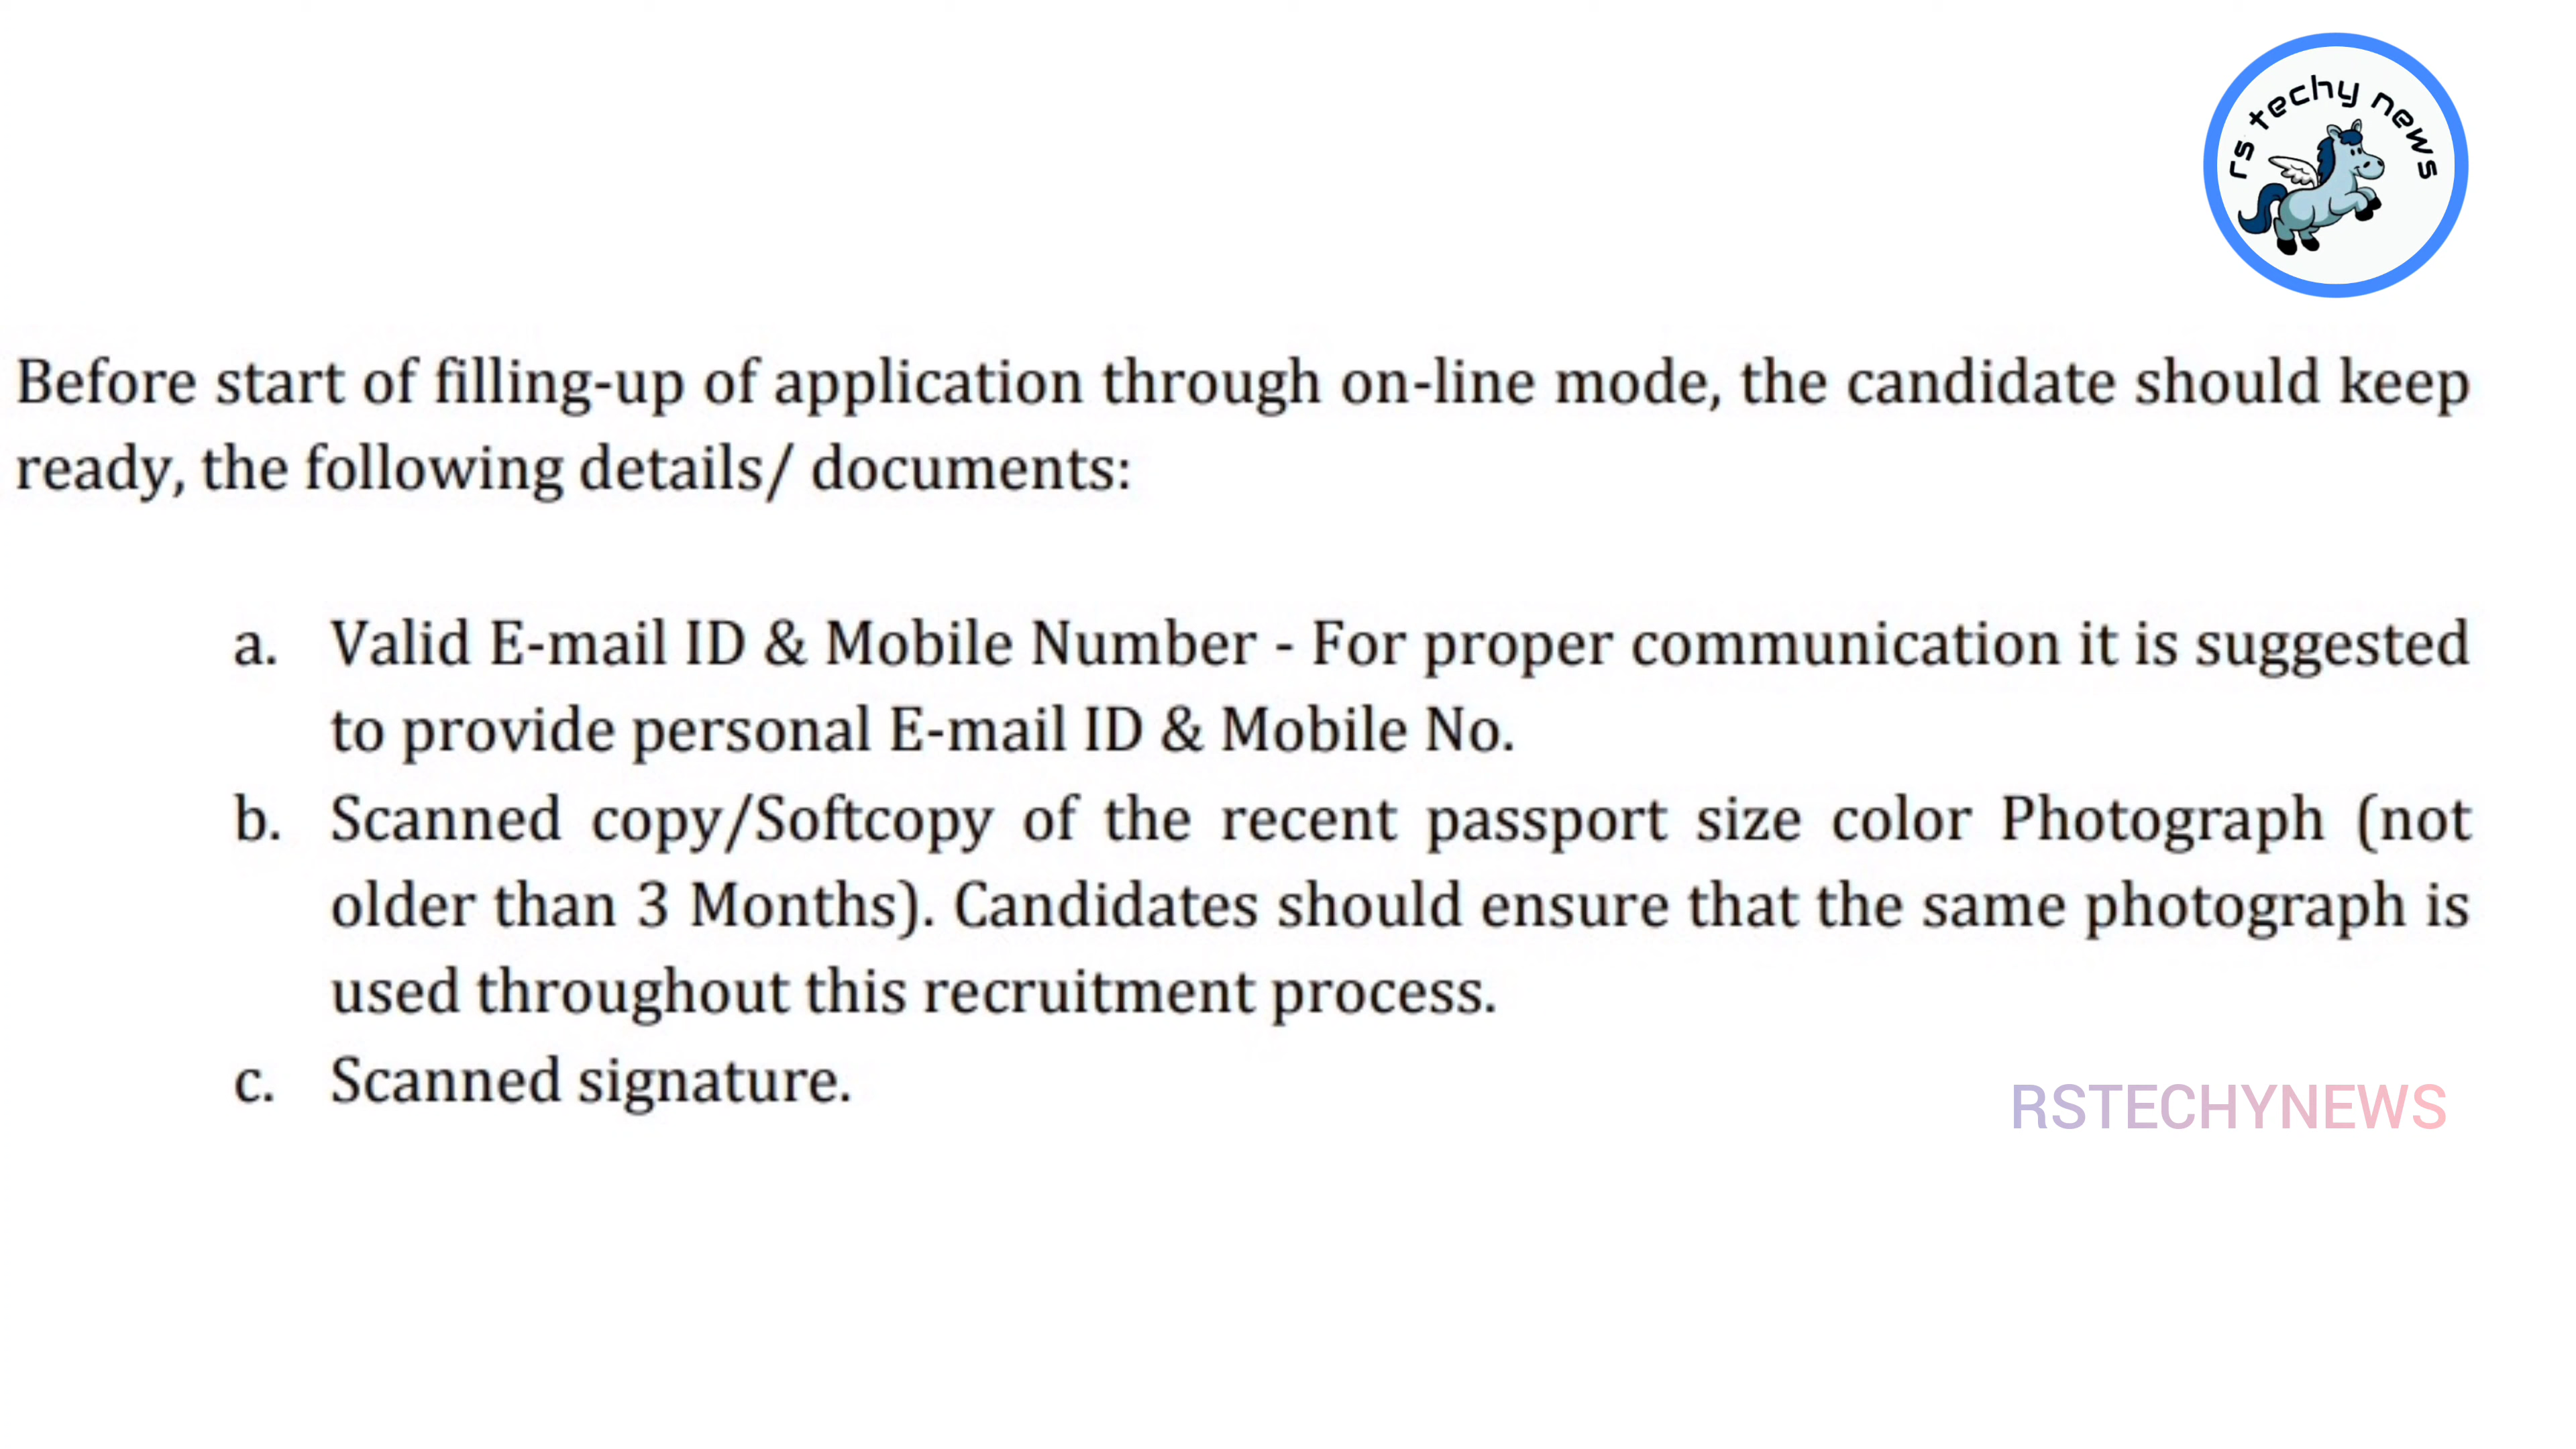 rs techy news
Before start of filling-up of application through on-line mode, the candidate should keep
ready, the following details/ documents:
a. Valid E-mail ID & Mobile Number - For proper communication it is suggested
to provide personal E-mail ID & Mobile No.
b. Scanned copy/Softcopy of the recent passport size color Photograph (not
older than 3 Months). Candidates should ensure that the same photograph is
used throughout this recruitment process.
c. Scanned signature.
RSTECHYNEWS